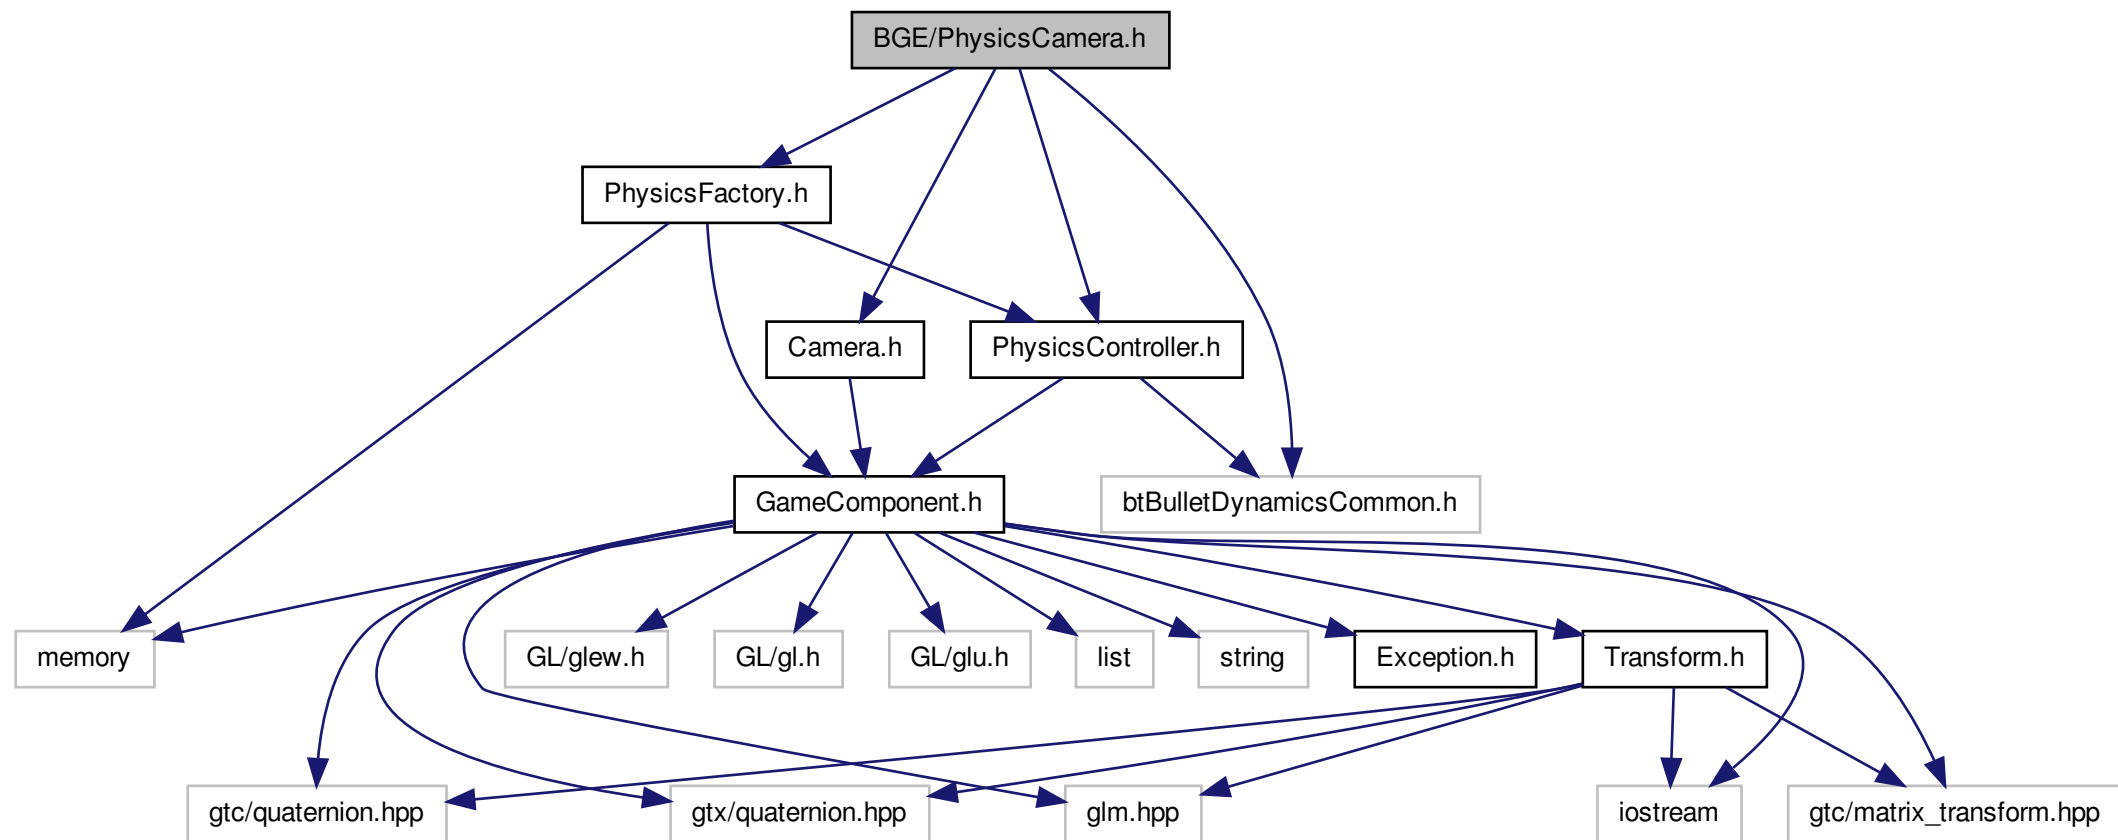 BGE/PhysicsCamera.h
PhysicsFactory.h
Camera.h
PhysicsController.h
GameComponent.h
btBulletDynamicsCommon.h
memory
GL/glew.h
GL/gl.h
GL/glu.h
list
string
Exception.h
Transform.h
gtc/quaternion.hpp
gtx/quaternion.hpp
glm.hpp
iostream
gtc/matrix_transform.hpp